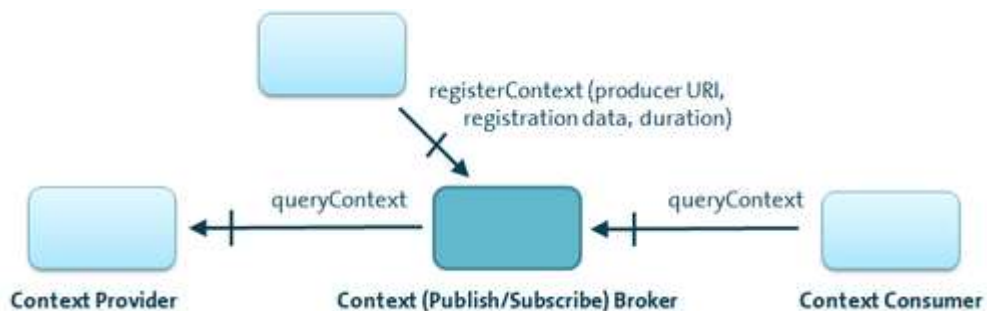 registerContext (producer URI,
registration data, duration)
queryContext
queryContext
Context Provider
Context (Publish/Subscribe) Broker
Context Consumer